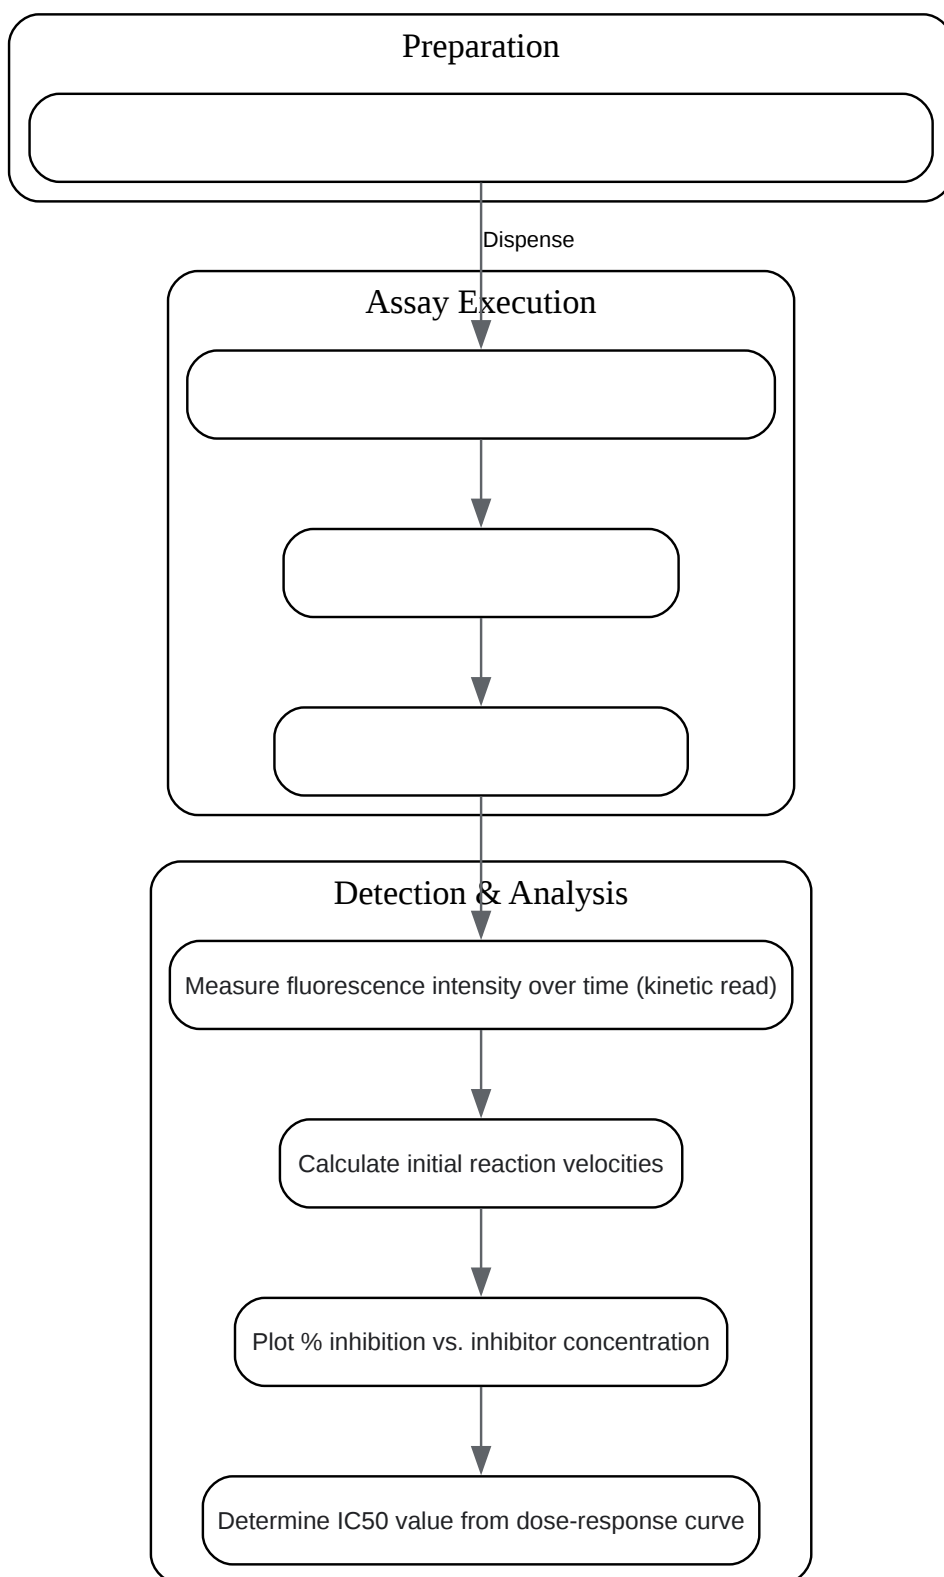 Preparation
Dispense
Assay Execution
Detection & Analysis
Measure fluorescence intensity over time (kinetic read)
Calculate initial reaction velocities
Plot % inhibition vs. inhibitor concentration
Determine IC50 value from dose-response curve